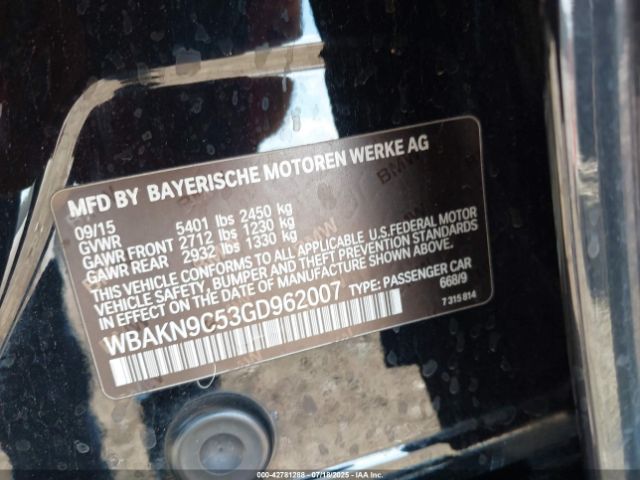 MFD BY BAYERISCHE MOTOREN WERKE AG
09/15
GVWR 5401 lbs 2450 kg
GAWR FRONT 2712 lbs 1230 kg
GAWR REAR 2932 lbs 1330 kg
THIS VEHICLE CONFORMS TO ALL APPLICABLE U.S.FEDERAL MOTOR
VEHICLE SAFETY, BUMPER AND THEFT PREVENTION STANDARDS
IN EFFECT ON THE DATE OF MANUFACTURE SHOWN ABOVE.
WBAKN9C53GD962007 TYPE: PASSENGER CAR
668/9
7 315 814
000-42781288 - 07/18/2025 - IAAI.COM